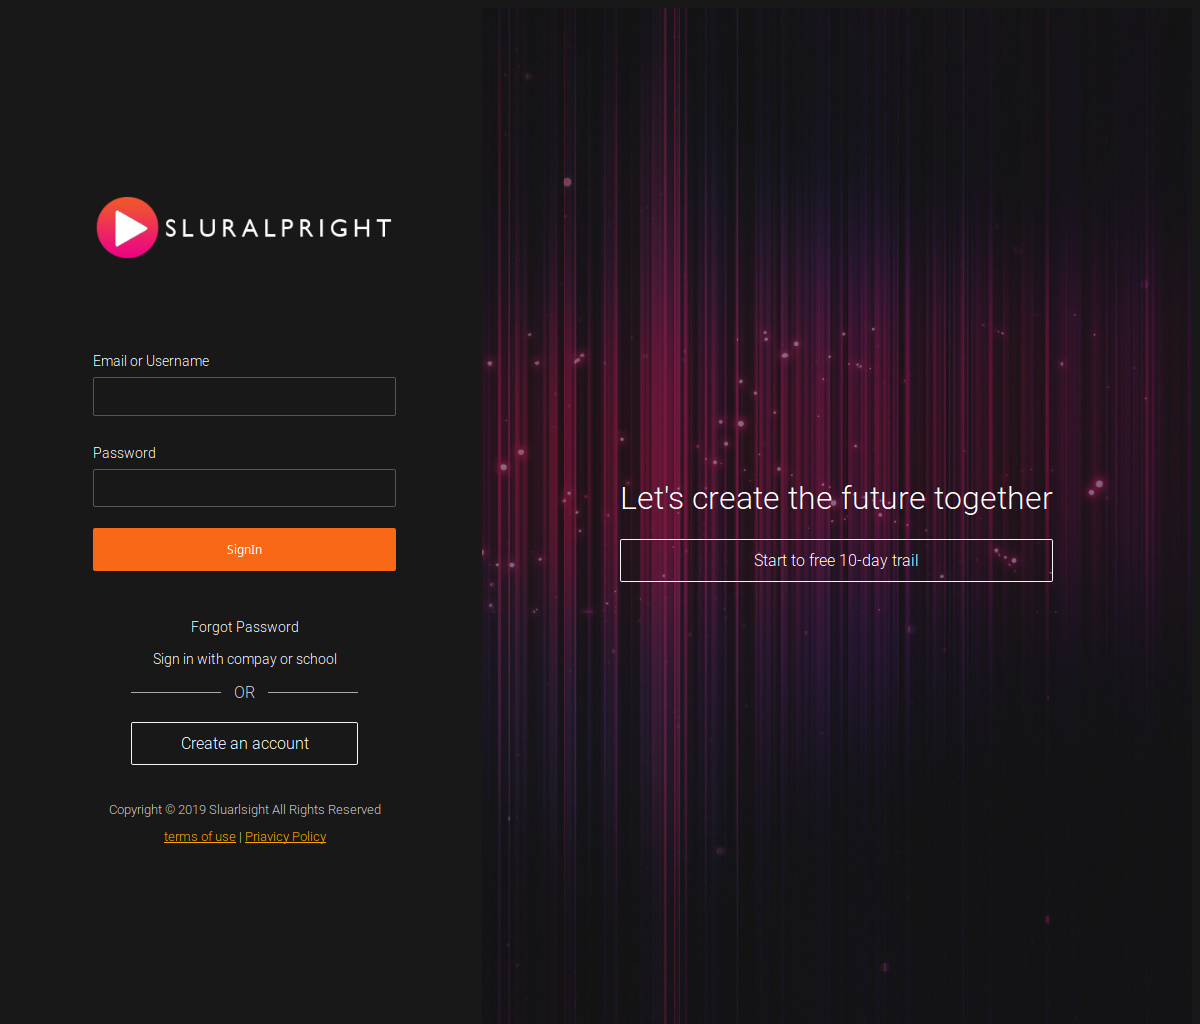 SLURALPRIGHT
Email or Username
Password
SignIn
Forgot Password
Sign in with compay or school
OR
Create an account
Copyright © 2019 Sluarlsight All Rights Reserved
terms of use | Priavicy Policy
Let's create the future together
Start to free 10-day trail